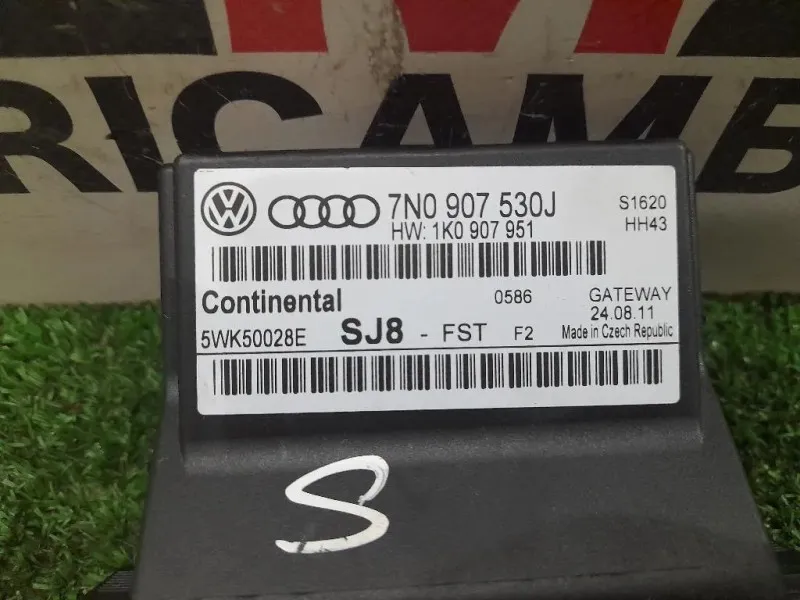 RICAMB
7N0 907 530J S1620
HW: 1K0 907 951 HH43
Continental 0586 GATEWAY
24.08.11
5WK50028E SJ8 - FST F2 Made in Czech Republic
S